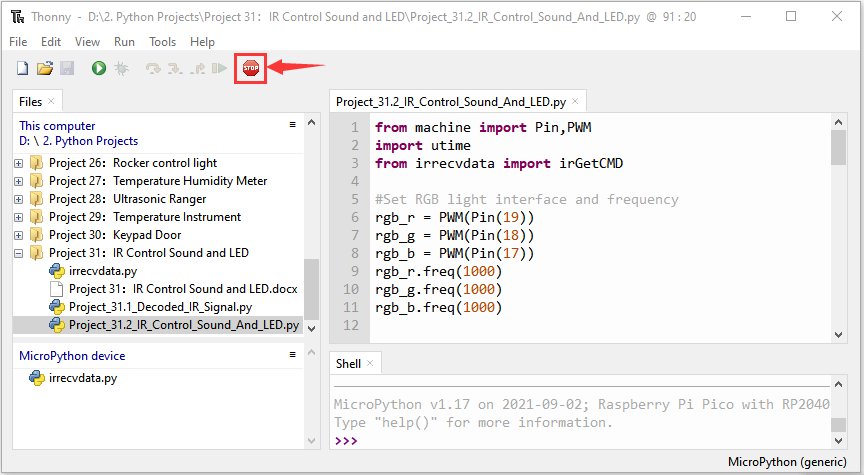 Thonny - D:\2. Python Projects\Project 31： IR Control Sound and LED\Project_31.2_IR_Control_Sound_And_LED.py @ 91 : 20
File Edit View Run Tools Help
STOP
Files
This computer
D: \ 2. Python Projects
Project 26：Rocker control light
Project 27：Temperature Humidity Meter
Project 28：Ultrasonic Ranger
Project 29：Temperature Instrument
Project 30：Keypad Door
Project 31：IR Control Sound and LED
irrecvdata.py
Project 31：IR Control Sound and LED.docx
Project_31.1_Decoded_IR_Signal.py
Project_31.2_IR_Control_Sound_And_LED.py
MicroPython device
irrecvdata.py
Project_31.2_IR_Control_Sound_And_LED.py
1 from machine import Pin,PWM
2 import utime
3 from irrecvdata import irGetCMD
4
5 #Set RGB light interface and frequency
6 rgb_r = PWM(Pin(19))
7 rgb_g = PWM(Pin(18))
8 rgb_b = PWM(Pin(17))
9 rgb_r.freq(1000)
10 rgb_g.freq(1000)
11 rgb_b.freq(1000)
12
Shell
MicroPython v1.17 on 2021-09-02; Raspberry Pi Pico with RP2040
Type "help()" for more information.
>>>
MicroPython (generic)